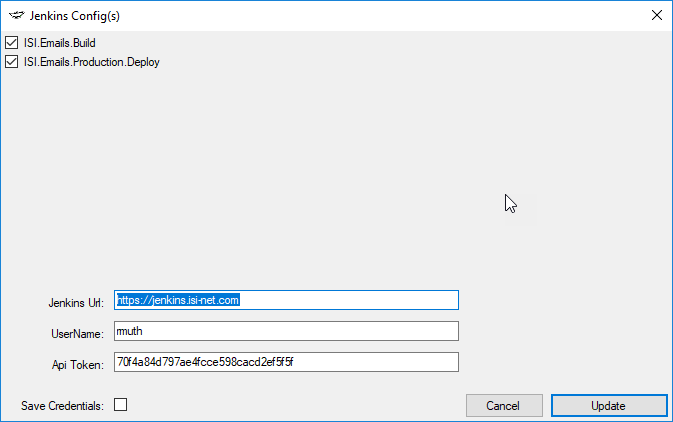 Jenkins Config(s)
ISI.Emails.Build
ISI.Emails.Production.Deploy
Jenkins Url: https://jenkins.isi-net.com
UserName: rmuth
Api Token: 70f4a84d797ae4fcce598cacd2ef5f5f
Save Credentials:
Cancel Update